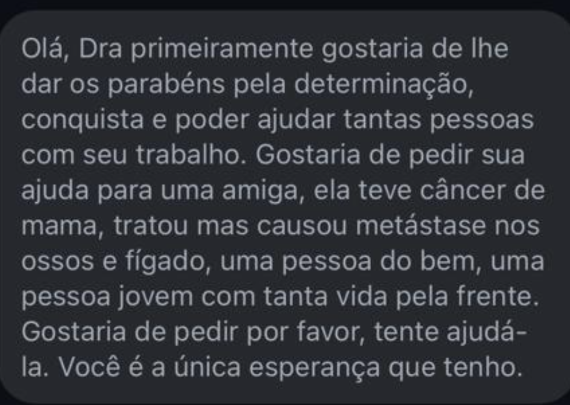 Olá, Dra primeiramente gostaria de lhe
dar os parabéns pela determinação,
conquista e poder ajudar tantas pessoas
com seu trabalho. Gostaria de pedir sua
ajuda para uma amiga, ela teve câncer de
mama, tratou mas causou metástase nos
ossos e fígado, uma pessoa do bem, uma
pessoa jovem com tanta vida pela frente.
Gostaria de pedir por favor, tente ajudá-
la. Você é a única esperança que tenho.